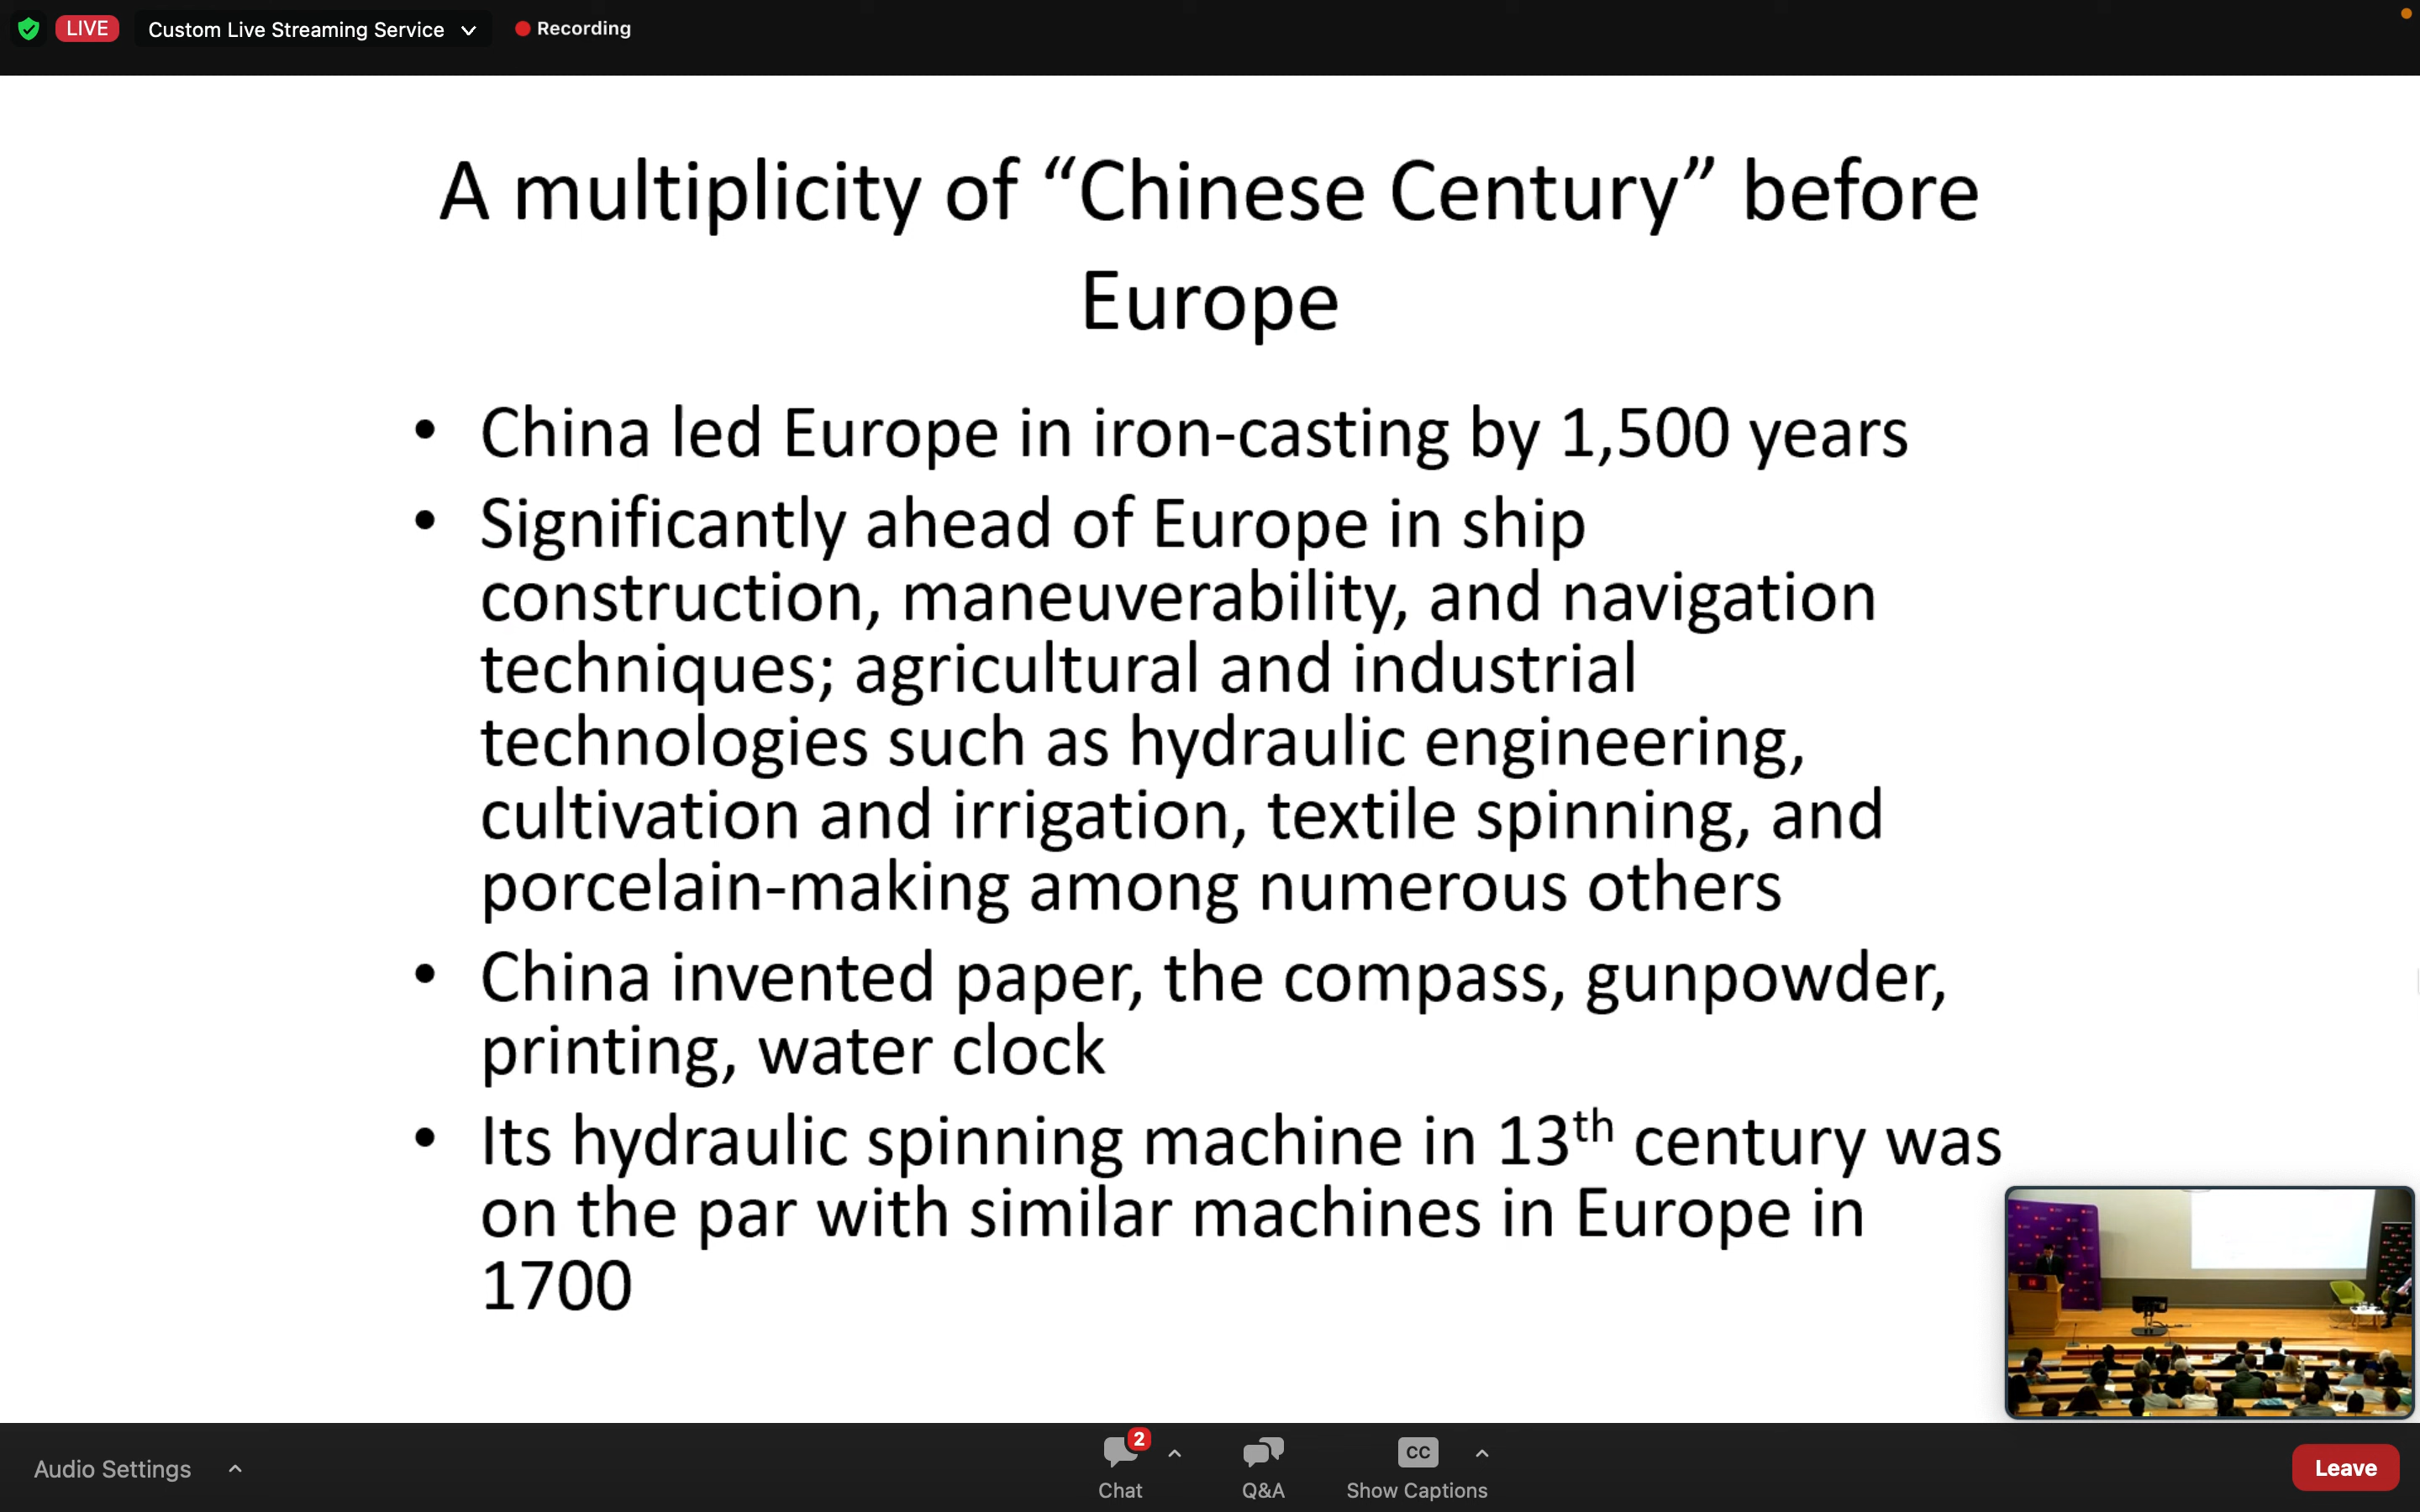 LIVE Custom Live Streaming Service Recording
A multiplicity of “Chinese Century” before
Europe
• China led Europe in iron-casting by 1,500 years
• Significantly ahead of Europe in ship
construction, maneuverability, and navigation
techniques; agricultural and industrial
technologies such as hydraulic engineering,
cultivation and irrigation, textile spinning, and
porcelain-making among numerous others
• China invented paper, the compass, gunpowder,
printing, water clock
• Its hydraulic spinning machine in 13th century was
on the par with similar machines in Europe in
1700
Audio Settings
2
Chat
Q&A
CC
Show Captions
Leave